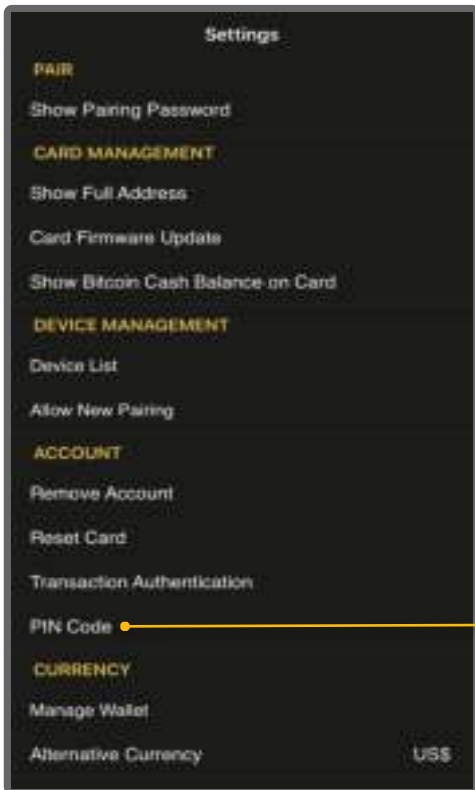 Settings
PAIR
Show Pairing Password
CARD MANAGEMENT
Show Full Address
Card Firmware Update
Show Bitcoin Cash Balance on Card
DEVICE MANAGEMENT
Device List
Allow New Pairing
ACCOUNT
Remove Account
Reset Card
Transaction Authentication
PIN Code
CURRENCY
Manage Wallet
Alternative Currency US$